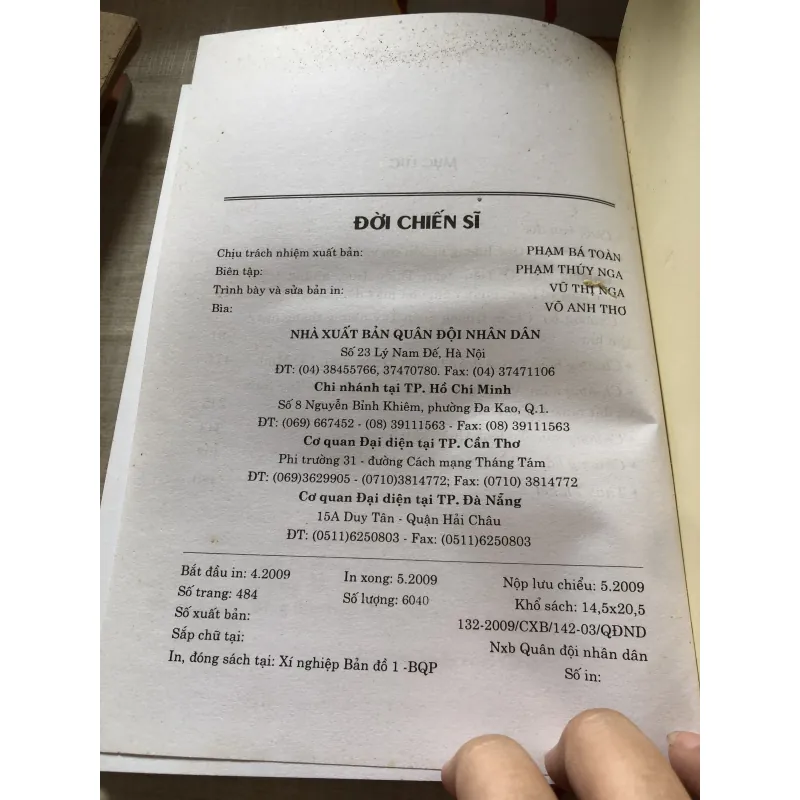 ĐỜI CHIẾN SĨ
Chịu trách nhiệm xuất bản: PHẠM BÁ TOÀN
Biên tập: PHẠM THÚY NGA
Trình bày và sửa bản in: VŨ THỊ NGA
Bìa: VÕ ANH THƠ
NHÀ XUẤT BẢN QUÂN ĐỘI NHÂN DÂN
Số 23 Lý Nam Đế, Hà Nội
ĐT: (04) 38455766, 37470780. Fax: (04) 37471106
Chi nhánh tại TP. Hồ Chí Minh
Số 8 Nguyễn Bỉnh Khiêm, phường Đa Kao, Q.1.
ĐT: (069) 667452 - (08) 39111563 - Fax: (08) 39111563
Cơ quan Đại diện tại TP. Cần Thơ
Phi trường 31 - đường Cách mạng Tháng Tám
ĐT: (069)3629905 - (0710)3814772; Fax: (0710) 3814772
Cơ quan Đại diện tại TP. Đà Nẵng
15A Duy Tân - Quận Hải Châu
ĐT: (0511)6250803 - Fax: (0511)6250803
Bắt đầu in: 4.2009 In xong: 5.2009 Nộp lưu chiểu: 5.2009
Số trang: 484 Số lượng: 6040 Khổ sách: 14,5x20,5
Số xuất bản: 132-2009/CXB/142-03/QĐND
Sắp chữ tại: Nxb Quân đội nhân dân
In, đóng sách tại: Xí nghiệp Bản đồ 1 -BQP Số in: